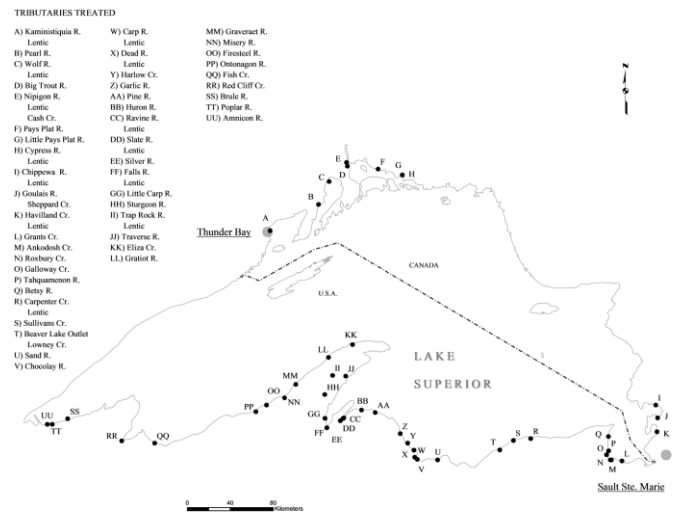 TRIBUTARIES TREATED
A) Kaministiquia R.
Lentic
B) Pearl R.
C) Wolf R.
Lentic
D) Big Trout R.
E) Nipigon R.
Lentic
Cash Cr.
F) Pays Plat R.
G) Little Pays Plat R.
H) Cypress R.
Lentic
I) Chippewa R.
Lentic
J) Goulais R.
Sheppard Cr.
K) Havilland Cr.
Lentic
L) Grants Cr.
M) Ankodosh Cr.
N) Roxbury Cr.
O) Galloway Cr.
P) Tahquamenon R.
Q) Betsy R.
R) Carpenter Cr.
Lentic
S) Sullivans Cr.
T) Beaver Lake Outlet
Lowney Cr.
U) Sand R.
V) Chocolay R.
W) Carp R.
Lentic
X) Dead R.
Lentic
Y) Harlow Cr.
Z) Garlic R.
AA) Pine R.
BB) Huron R.
CC) Ravine R.
Lentic
DD) Slate R.
Lentic
EE) Silver R.
FF) Falls R.
Lentic
GG) Little Carp R.
HH) Sturgeon R.
II) Trap Rock R.
Lentic
JJ) Traverse R.
KK) Eliza Cr.
LL) Gratiot R.
MM) Graveraet R.
NN) Misery R.
OO) Firesteel R.
PP) Ontonagon R.
QQ) Fish Cr.
RR) Red Cliff Cr.
SS) Brule R.
TT) Poplar R.
UU) Amnicon R.
N
E
F
G
D
H
C
B
A
Thunder Bay
CANADA
U.S.A.
KK
LL
LAKE
SUPERIOR
II
JJ
MM
HH
OO
NN
PP
BB
AA
GG
CC
DD
FF
EE
UU
SS
TT
RR
QQ
Z
Y
W
X
V
U
T
S
R
I
J
K
Q
P
O
N
M
L
Sault Ste. Marie
0 40 80
Kilometers